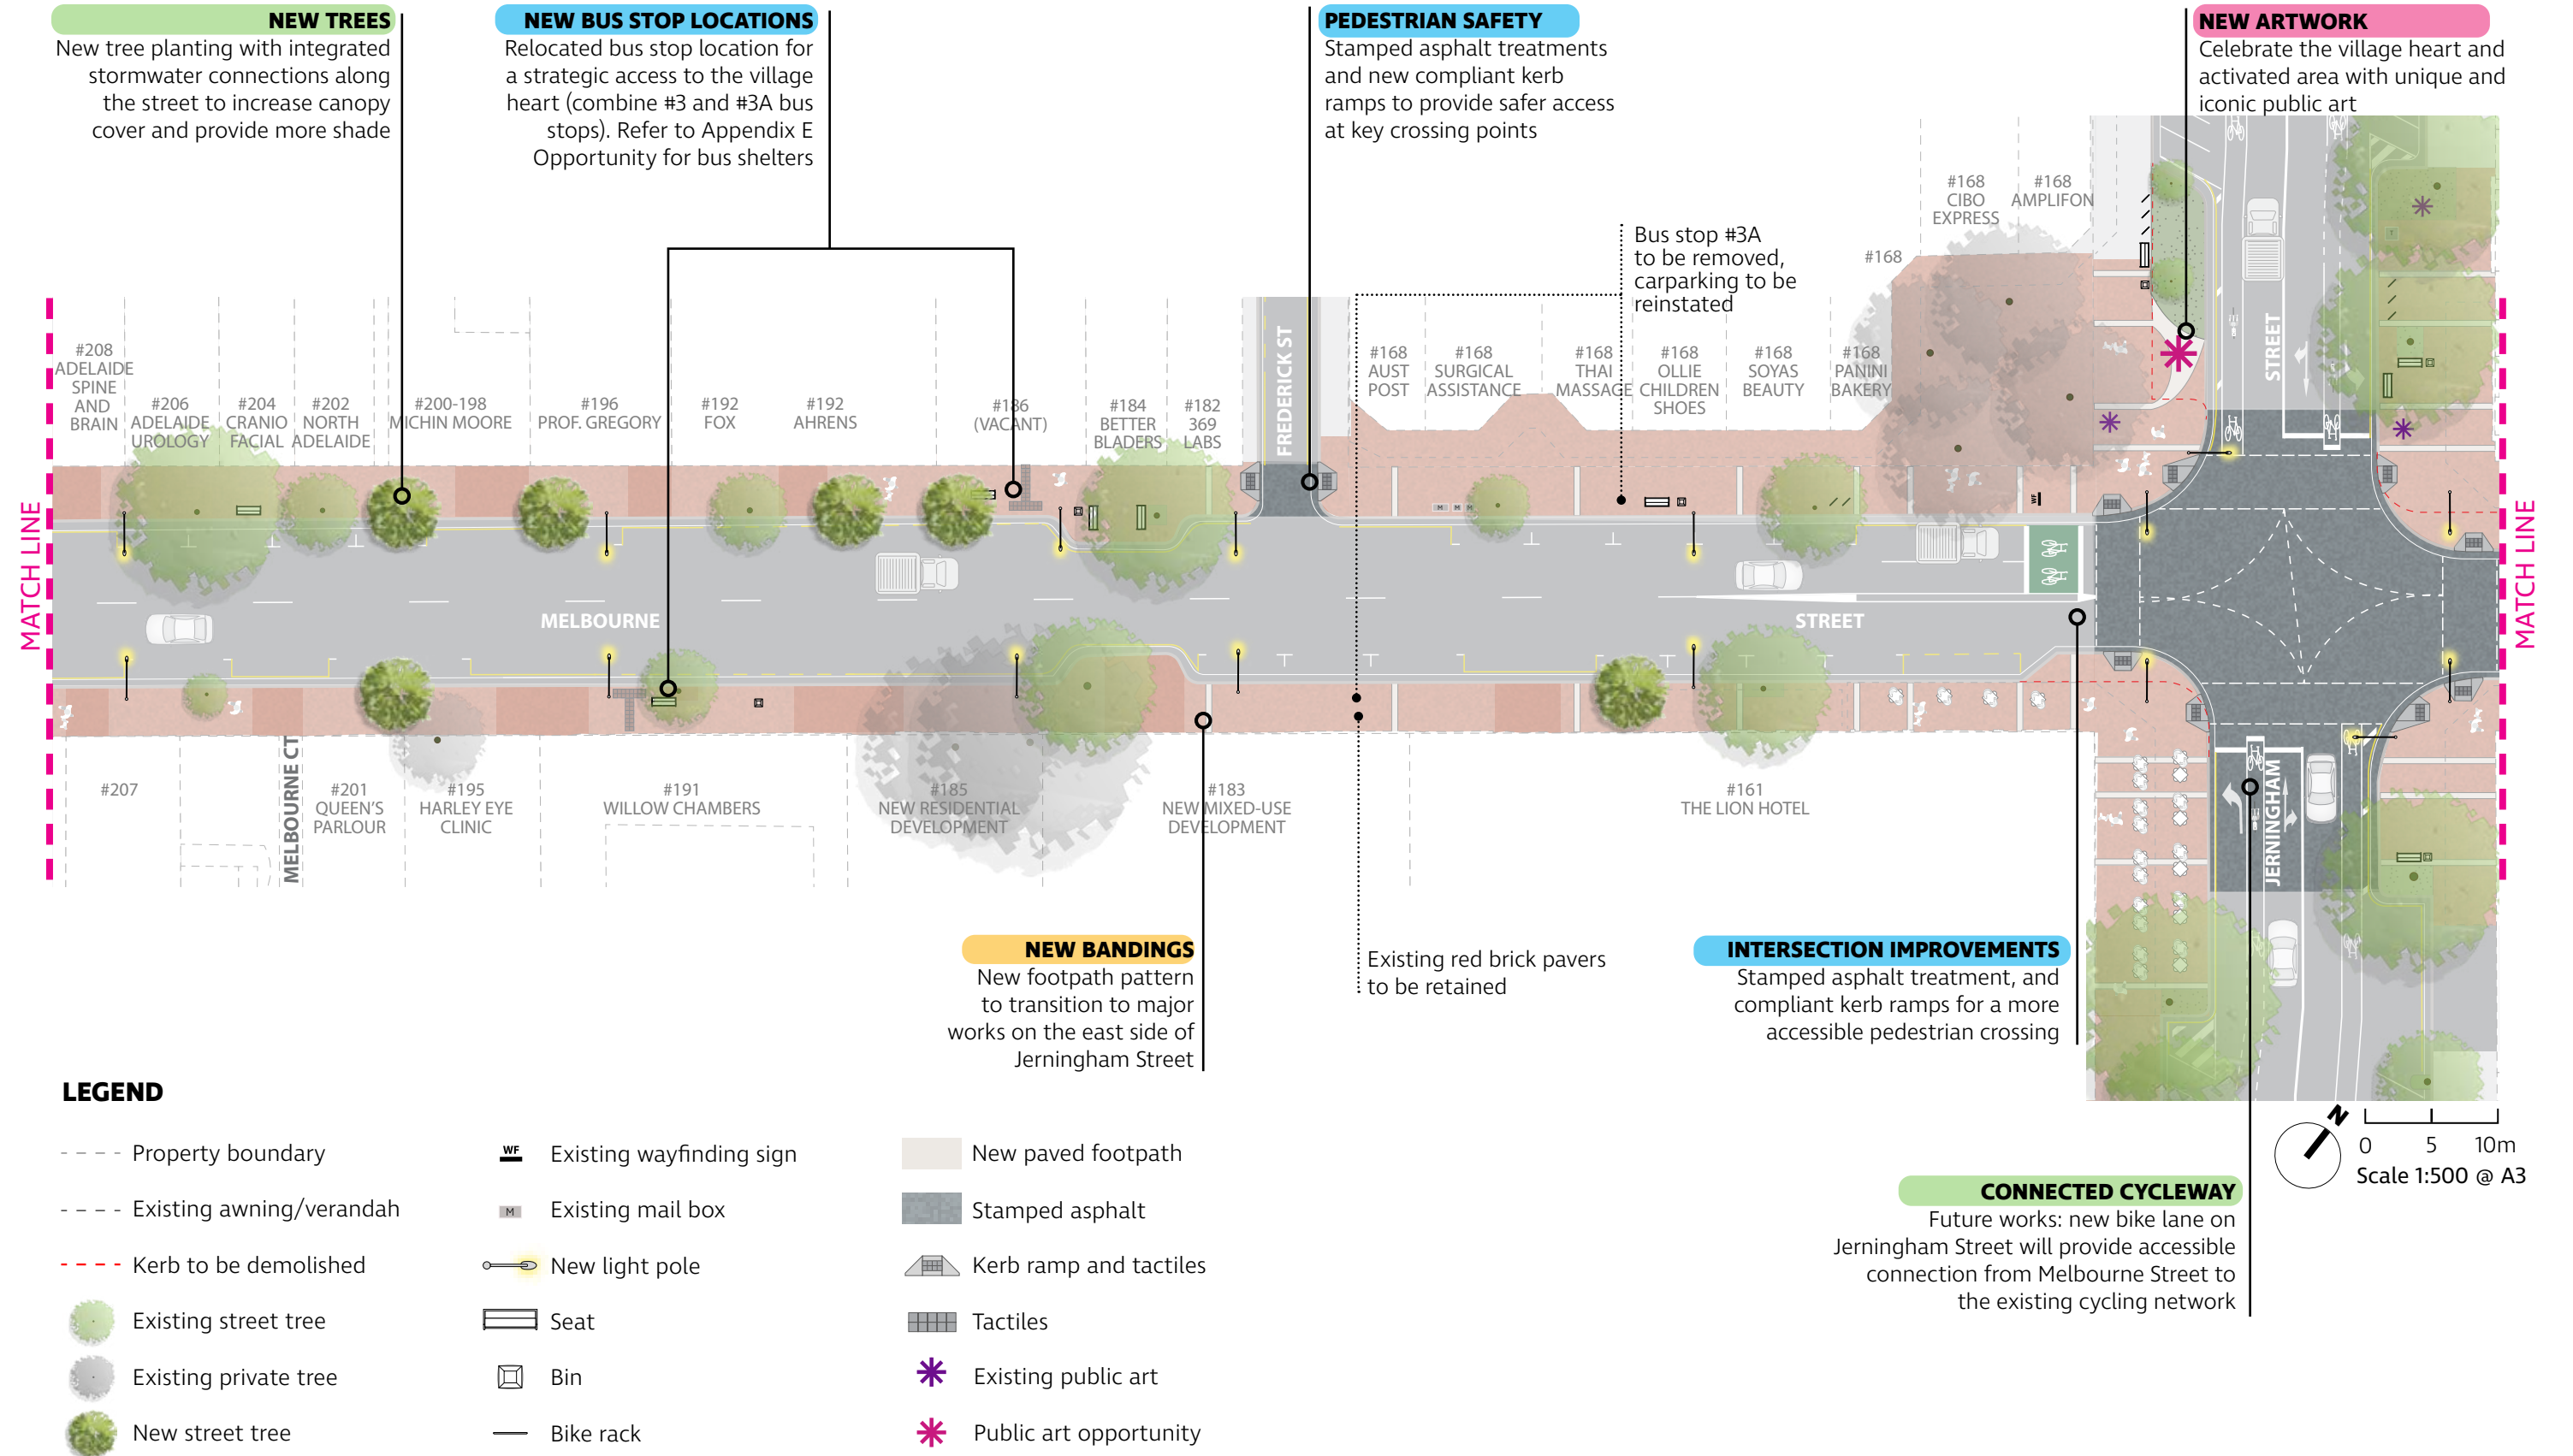 NEW TREES
New tree planting with integrated
stormwater connections along
the street to increase canopy
cover and provide more shade
NEW BUS STOP LOCATIONS
Relocated bus stop location for
a strategic access to the village
heart (combine #3 and #3A bus
stops). Refer to Appendix E
Opportunity for bus shelters
PEDESTRIAN SAFETY
Stamped asphalt treatments
and new compliant kerb
ramps to provide safer access
at key crossing points
NEW ARTWORK
Celebrate the village heart and
activated area with unique and
iconic public art
Bus stop #3A
to be removed,
carparking to be
reinstated
#168
CIBO
EXPRESS
#168
AMPLIFON
#168
#208
ADELAIDE
SPINE
AND
BRAIN
#206
ADELAIDE
UROLOGY
#204
CRANIO
FACIAL
#202
NORTH
ADELAIDE
#200-198
MICHIN MOORE
#196
PROF. GREGORY
#192
FOX
#192
AHRENS
#186
(VACANT)
#184
BETTER
BLADERS
#182
369
LABS
FREDERICK ST
#168
AUST
POST
#168
SURGICAL
ASSISTANCE
#168
THAI
MASSAGE
#168
OLLIE
CHILDREN
SHOES
#168
SOYAS
BEAUTY
#168
PANINI
BAKERY
STREET
M M M
WF
MATCH LINE
MELBOURNE
STREET
MATCH LINE
#207
MELBOURNE CT
#201
QUEEN'S
PARLOUR
#195
HARLEY EYE
CLINIC
#191
WILLOW CHAMBERS
#185
NEW RESIDENTIAL
DEVELOPMENT
#183
NEW MIXED-USE
DEVELOPMENT
#161
THE LION HOTEL
JERNINGHAM
NEW BANDINGS
New footpath pattern
to transition to major
works on the east side of
Jerningham Street
Existing red brick pavers
to be retained
INTERSECTION IMPROVEMENTS
Stamped asphalt treatment, and
compliant kerb ramps for a more
accessible pedestrian crossing
CONNECTED CYCLEWAY
Future works: new bike lane on
Jerningham Street will provide accessible
connection from Melbourne Street to
the existing cycling network
N
0 5 10m
Scale 1:500 @ A3
LEGEND
Property boundary
Existing awning/verandah
Kerb to be demolished
Existing street tree
Existing private tree
New street tree
WF Existing wayfinding sign
M Existing mail box
New light pole
Seat
Bin
Bike rack
New paved footpath
Stamped asphalt
Kerb ramp and tactiles
Tactiles
Existing public art
Public art opportunity